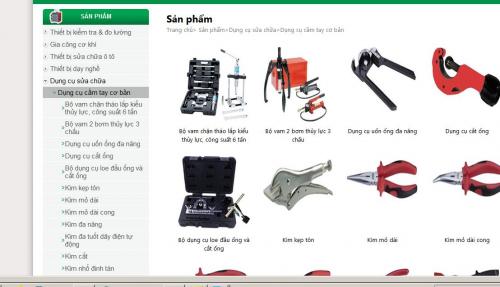 SẢN PHẨM
Thiết bị kiểm tra & đo lường
Gia công cơ khí
Thiết bị sửa chữa ô tô
Thiết bị dạy nghề
Dụng cụ sửa chữa
Dụng cụ cầm tay cơ bản
Bộ vam chặn tháo lắp kiểu
thủy lực, công suất 6 tấn
Bộ vam 2 bơm thủy lực 3
chấu
Dụng cụ uốn ống đa năng
Dụng cụ cắt ống
Bộ dụng cụ loe đầu ống và
cắt ống
Kìm kẹp tôn
Kìm mỏ dài
Kìm mỏ dài cong
Kìm đa năng
Kìm đa tuốt dây điện tự
động
Kìm cắt
Kìm nhổ đinh tán
Sản phẩm
Trang chủ> Sản phẩm>Dụng cụ sửa chữa>Dụng cụ cầm tay cơ bản
Bộ vam chặn tháo lắp kiểu
thủy lực, công suất 6 tấn
Bộ vam 2 bơm thủy lực 3
chấu
Dụng cụ uốn ống đa năng
Dụng cụ cắt ống
Bộ dụng cụ loe đầu ống và
cắt ống
Kìm kẹp tôn
Kìm mỏ dài
Kìm mỏ dài cong